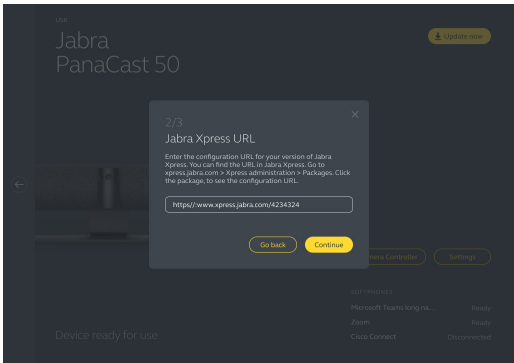 USB
Jabra
PanaCast 50
Update now
2/3
Jabra Xpress URL
Enter the configuration URL for your version of Jabra
Xpress. You can find the URL in Jabra Xpress. Go to
xpress.jabra.com > Xpress administration > Packages. Click
the package, to see the configuration URL.
https//:www.xpress.jabra.com/4234324
Go back
Continue
mera Controller
Settings
SOFTPHONES
Microsoft Teams long na...
Ready
Zoom
Ready
Device ready for use
Cisco Connect
Disconnected